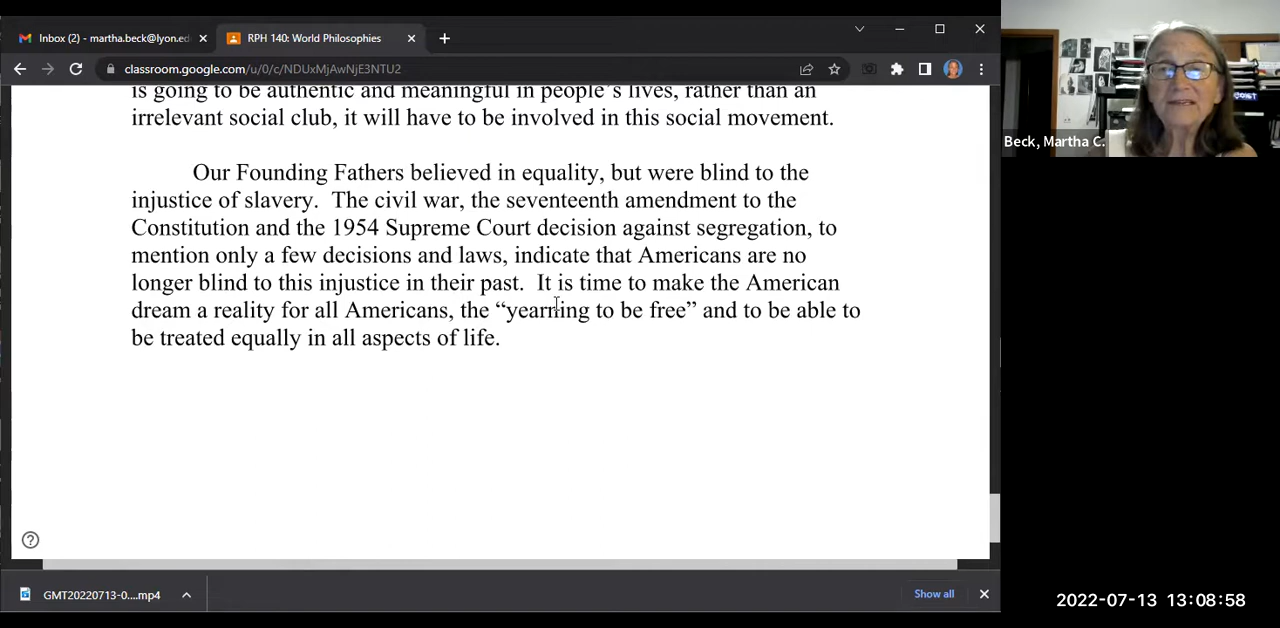 Inbox (2) - martha.beck@lyon.ed
RPH 140: World Philosophies
classroom.google.com/u/0/c/NDUxMjAwNjE3NTU2
is going to be authentic and meaningful in people's lives, rather than an
irrelevant social club, it will have to be involved in this social movement.
Our Founding Fathers believed in equality, but were blind to the
injustice of slavery. The civil war, the seventeenth amendment to the
Constitution and the 1954 Supreme Court decision against segregation, to
mention only a few decisions and laws, indicate that Americans are no
longer blind to this injustice in their past. It is time to make the American
dream a reality for all Americans, the “yearning to be free” and to be able to
be treated equally in all aspects of life.
Beck, Martha C.
GMT20220713-0....mp4
Show all
2022-07-13 13:08:58